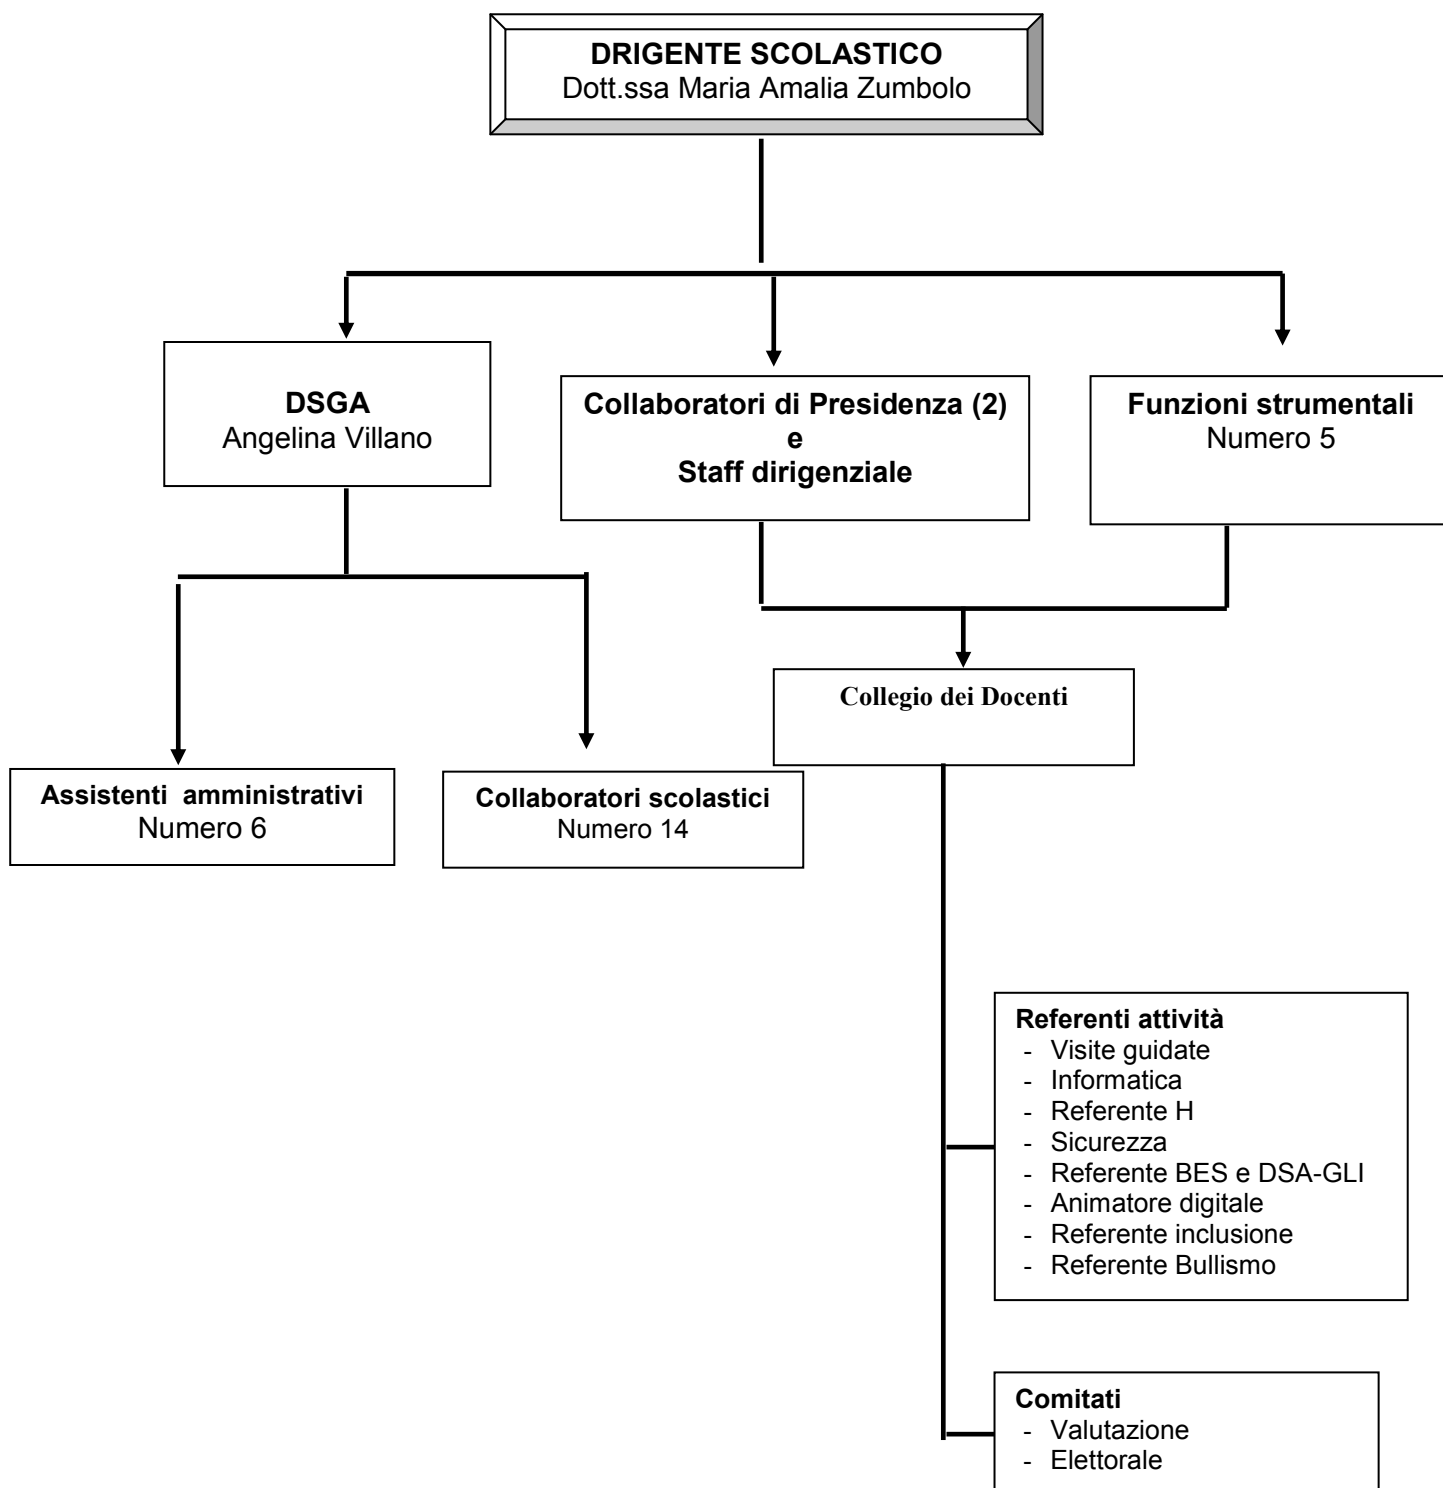 DRIGENTE SCOLASTICO
Dott.ssa Maria Amalia Zumbolo
DSGA
Angelina Villano
Collaboratori di Presidenza (2)
e
Staff dirigenziale
Funzioni strumentali
Numero 5
Collegio dei Docenti
Assistenti  amministrativi
Numero 6
Collaboratori scolastici
Numero 14
Referenti attività
- Visite guidate
- Informatica
- Referente H
- Sicurezza
- Referente BES e DSA-GLI
- Animatore digitale
- Referente inclusione
- Referente Bullismo
Comitati
- Valutazione
- Elettorale